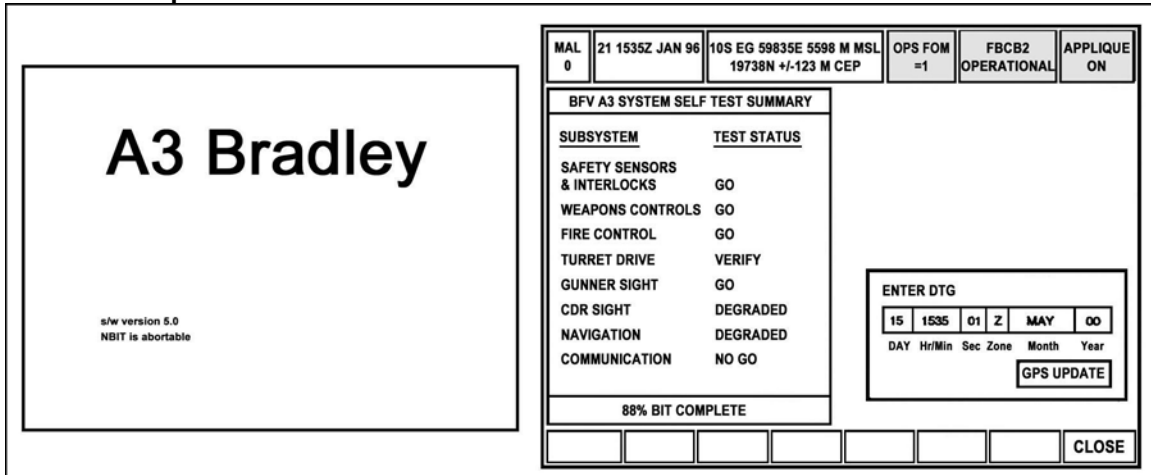 A3 Bradley
s/w version 5.0
NBIT is abortable
MAL 21 1535Z JAN 96 10S EG 59835E 5598 M MSL OPS FOM FBCB2 APPLIQUE
0 19738N +/-123 M CEP =1 OPERATIONAL ON
BFV A3 SYSTEM SELF TEST SUMMARY
SUBSYSTEM TEST STATUS
SAFETY SENSORS
& INTERLOCKS GO
WEAPONS CONTROLS GO
FIRE CONTROL GO
TURRET DRIVE VERIFY
GUNNER SIGHT GO
CDR SIGHT DEGRADED
NAVIGATION DEGRADED
COMMUNICATION NO GO
88% BIT COMPLETE
ENTER DTG
15 1535 01 Z MAY 00
DAY Hr/Min Sec Zone Month Year
GPS UPDATE
CLOSE